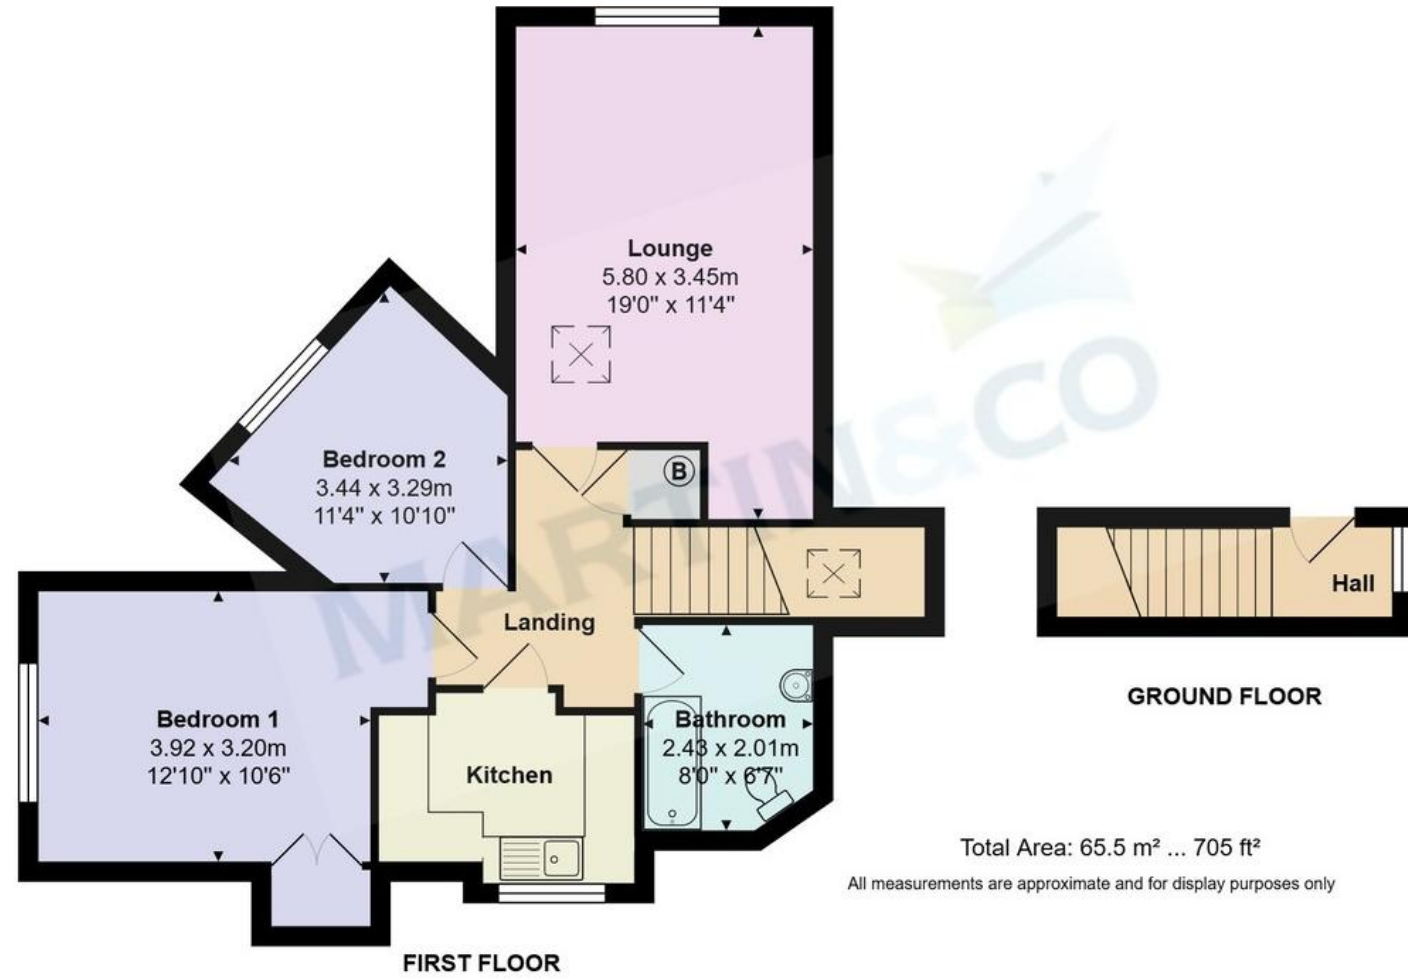 Lounge
5.80 x 3.45m
19'0" x 11'4"
Bedroom 2
3.44 x 3.29m
11'4" x 10'10"
B
MARTIN&CO
Landing
Hall
Bedroom 1
3.92 x 3.20m
12'10" x 10'6"
Kitchen
Bathroom
2.43 x 2.01m
8'0" x 6'7"
GROUND FLOOR
Total Area: 65.5 m² ... 705 ft²
All measurements are approximate and for display purposes only
FIRST FLOOR